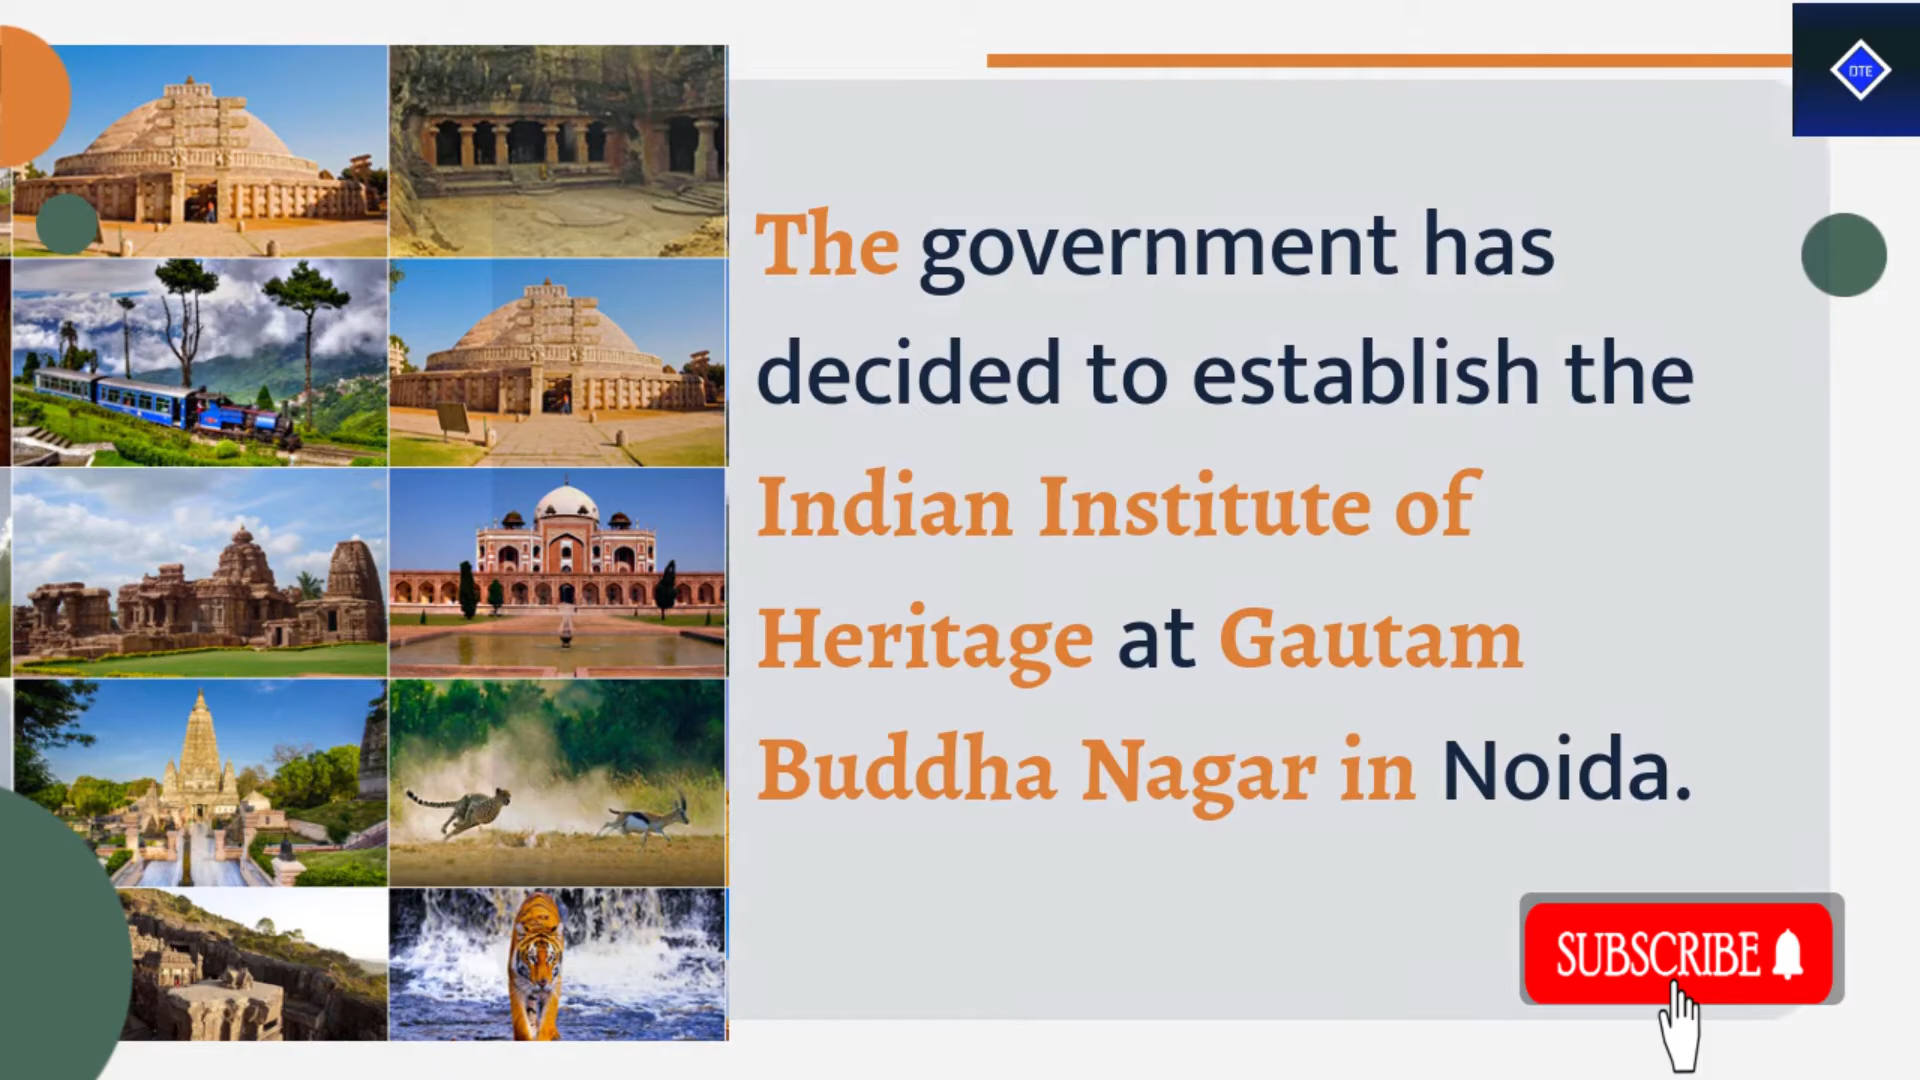 DTE
The government has
decided to establish the
Indian Institute of
Heritage at Gautam
Buddha Nagar in Noida.
SUBSCRIBE